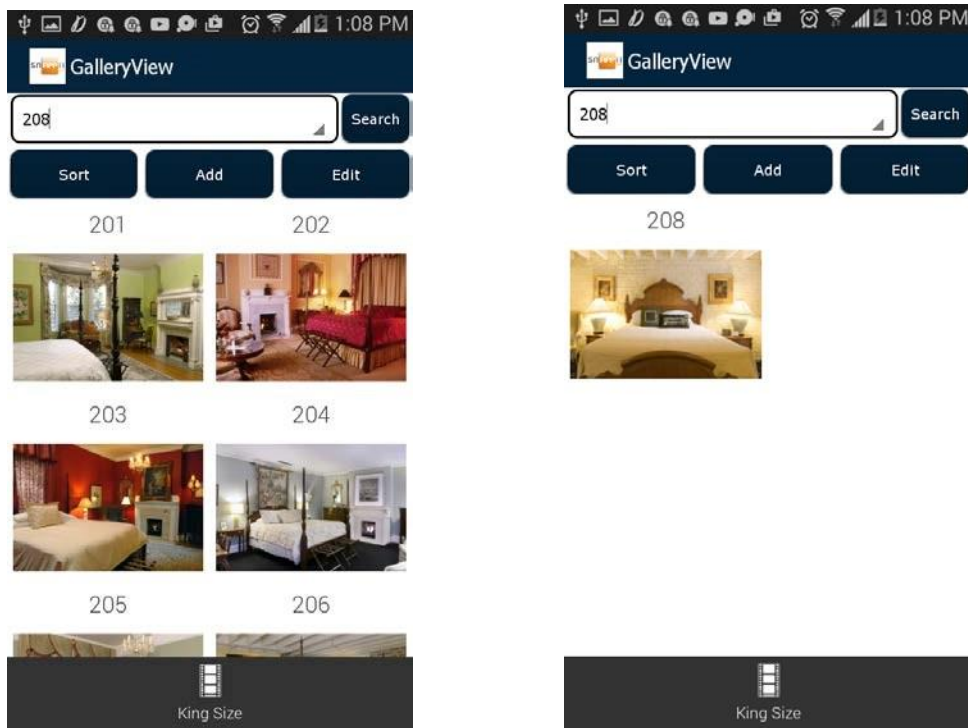 1:08 PM
GalleryView
208 Search
Sort Add Edit
201 202
203 204
205 206
King Size
1:08 PM
GalleryView
208 Search
Sort Add Edit
208
King Size